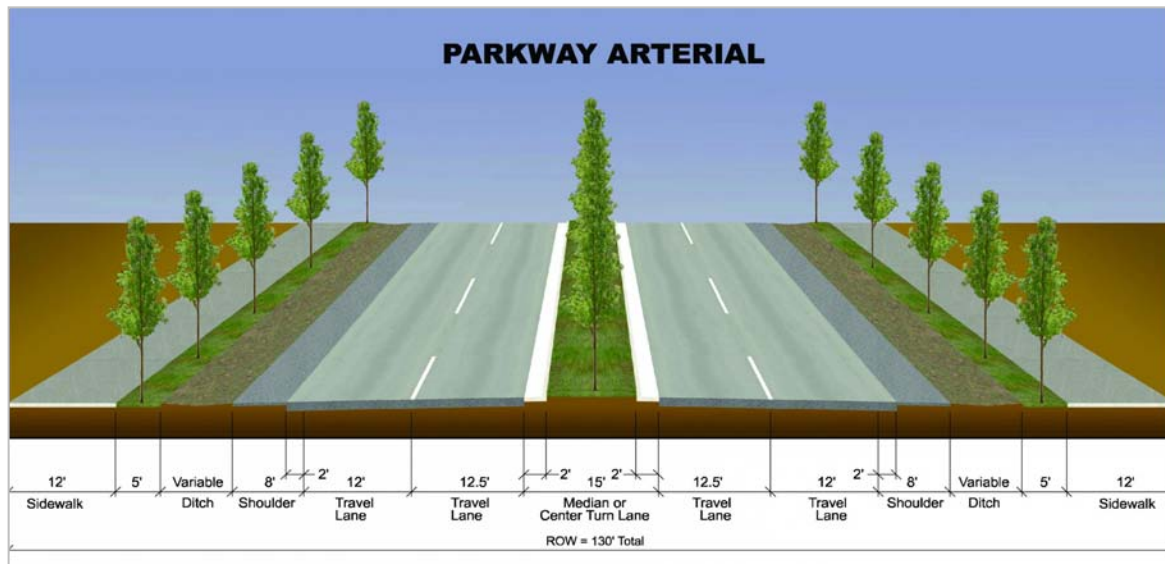 PARKWAY ARTERIAL
12' 5' Variable 8' 2' 12' 12.5' 2' 15' 2' 12.5' 12' 2' 8' Variable 5' 12'
Sidewalk Ditch Shoulder Travel Travel Median or Travel Travel Shoulder Ditch Sidewalk
Lane Lane Center Turn Lane Lane Lane
ROW = 130' Total